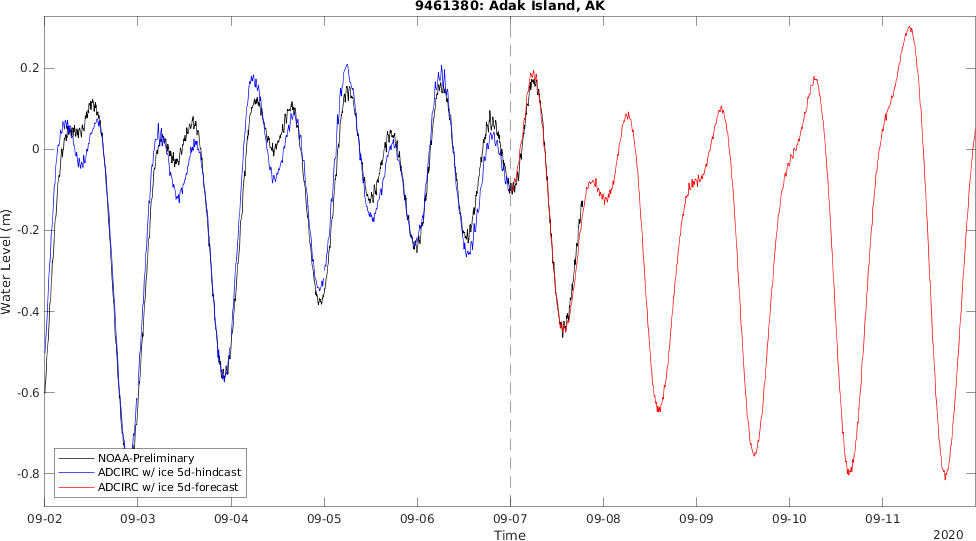 9461380: Adak Island, AK
0.2
0
-0.2
-0.4
-0.6
-0.8
Water Level (m)
NOAA-Preliminary
ADCIRC w/ ice 5d-hindcast
ADCIRC w/ ice 5d-forecast
09-02 09-03 09-04 09-05 09-06 09-07 09-08 09-09 09-10 09-11
Time
2020